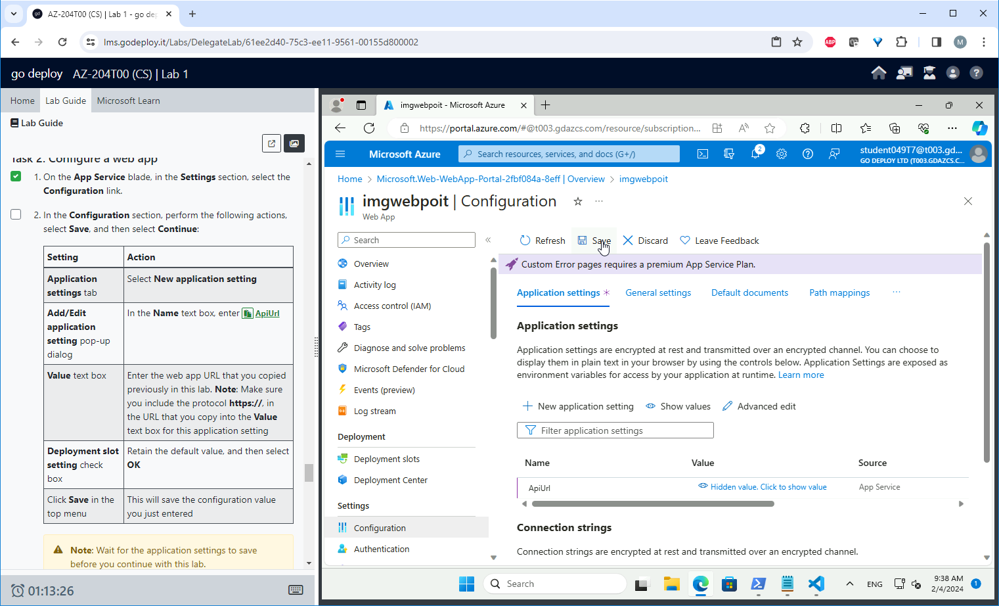 AZ-204T00 (CS) | Lab 1 - go de
lms.godeploy.it/Labs/DelegateLab/61ee2d40-75c3-ee11-9561-00155d800002
ABP
M
go deploy AZ-204T00 (CS) | Lab 1
Home
Lab Guide
Microsoft Learn
Lab Guide
Task 2: Configure a web app
1. On the App Service blade, in the Settings section, select the
Configuration link.
2. In the Configuration section, perform the following actions,
select Save, and then select Continue:
Setting
Action
Application
settings tab
Select New application setting
Add/Edit
application
setting pop-up
dialog
In the Name text box, enter ApiUrl
Value text box
Enter the web app URL that you copied
previously in this lab. Note: Make sure
you include the protocol https://, in
the URL that you copy into the Value
text box for this application setting
Deployment slot
setting check
box
Retain the default value, and then select
OK
Click Save in the
top menu
This will save the configuration value
you just entered
Note: Wait for the application settings to save
before you continue with this lab.
01:13:26
imgwebpoit - Microsoft Azure
https://portal.azure.com/#@t003.gdazcs.com/resource/subscription...
Microsoft Azure
Search resources, services, and docs (G+/)
2
student049T7@t003.gd...
GO DEPLOY LTD (T003.GDAZCS.C...
Home > Microsoft.Web-WebApp-Portal-2fbf084a-8eff | Overview > imgwebpoit
imgwebpoit | Configuration
Web App
Search
Overview
Activity log
Access control (IAM)
Tags
Diagnose and solve problems
Microsoft Defender for Cloud
Events (preview)
Log stream
Deployment
Deployment slots
Deployment Center
Settings
Configuration
Authentication
Refresh
Save
Discard
Leave Feedback
Custom Error pages requires a premium App Service Plan.
Application settings *
General settings
Default documents
Path mappings
Application settings
Application settings are encrypted at rest and transmitted over an encrypted channel. You can choose to
display them in plain text in your browser by using the controls below. Application Settings are exposed as
environment variables for access by your application at runtime. Learn more
New application setting
Show values
Advanced edit
Filter application settings
Name
Value
Source
ApiUrl
Hidden value. Click to show value
App Service
Connection strings
Connection strings are encrypted at rest and transmitted over an encrypted channel.
Search
ENG
9:38 AM
2/4/2024
1